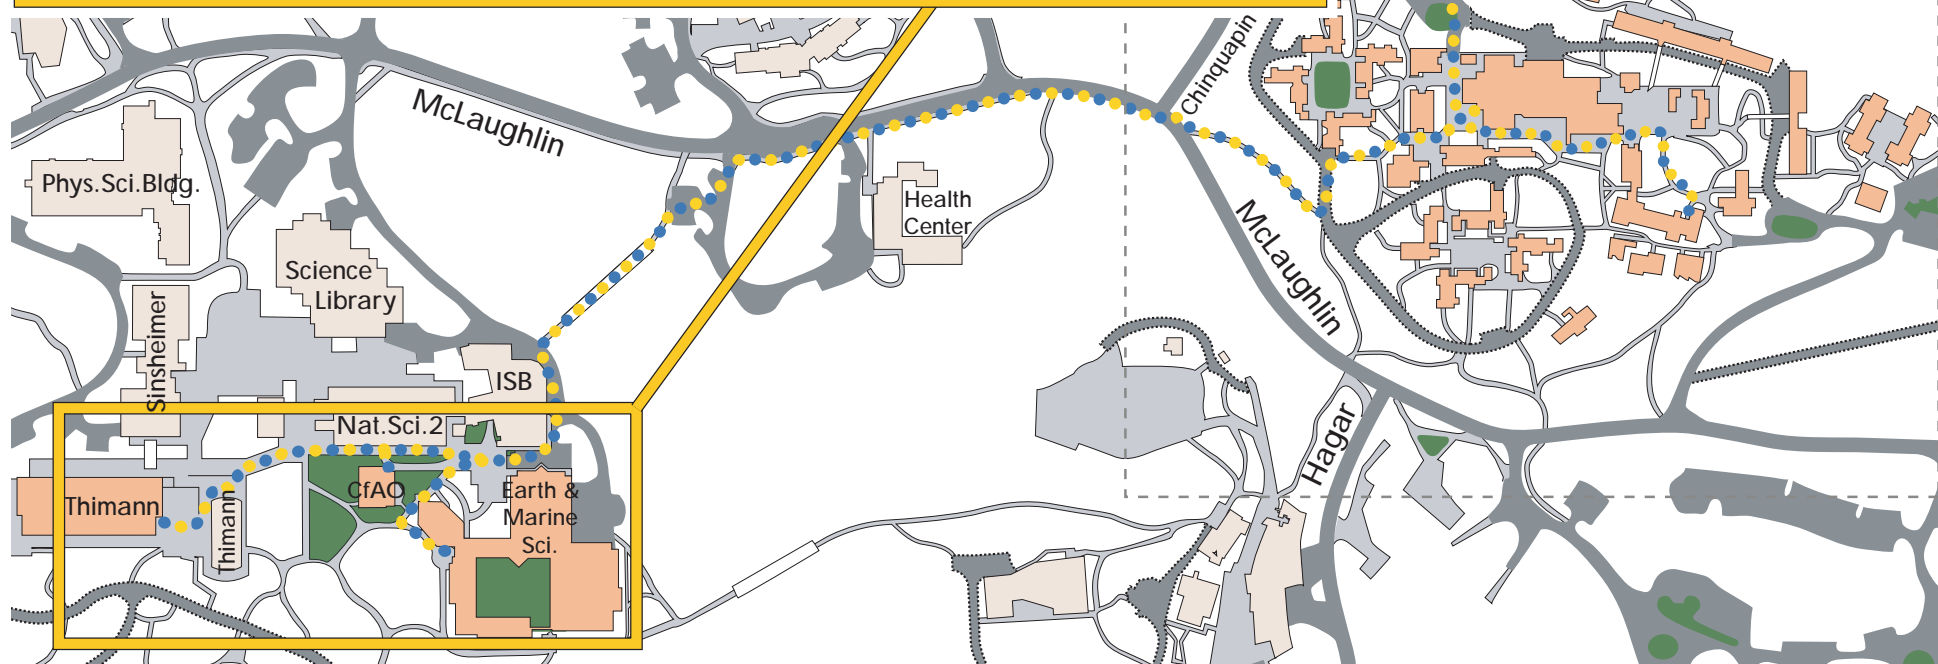 Chinquapin
McLaughlin
Phys.Sci.Bldg.
Health
Center
McLaughlin
Science
Library
Sinsheimer
ISB
Nat.Sci.2
Hagar
CfAO
Earth &
Marine
Sci.
Thimann
Thimann